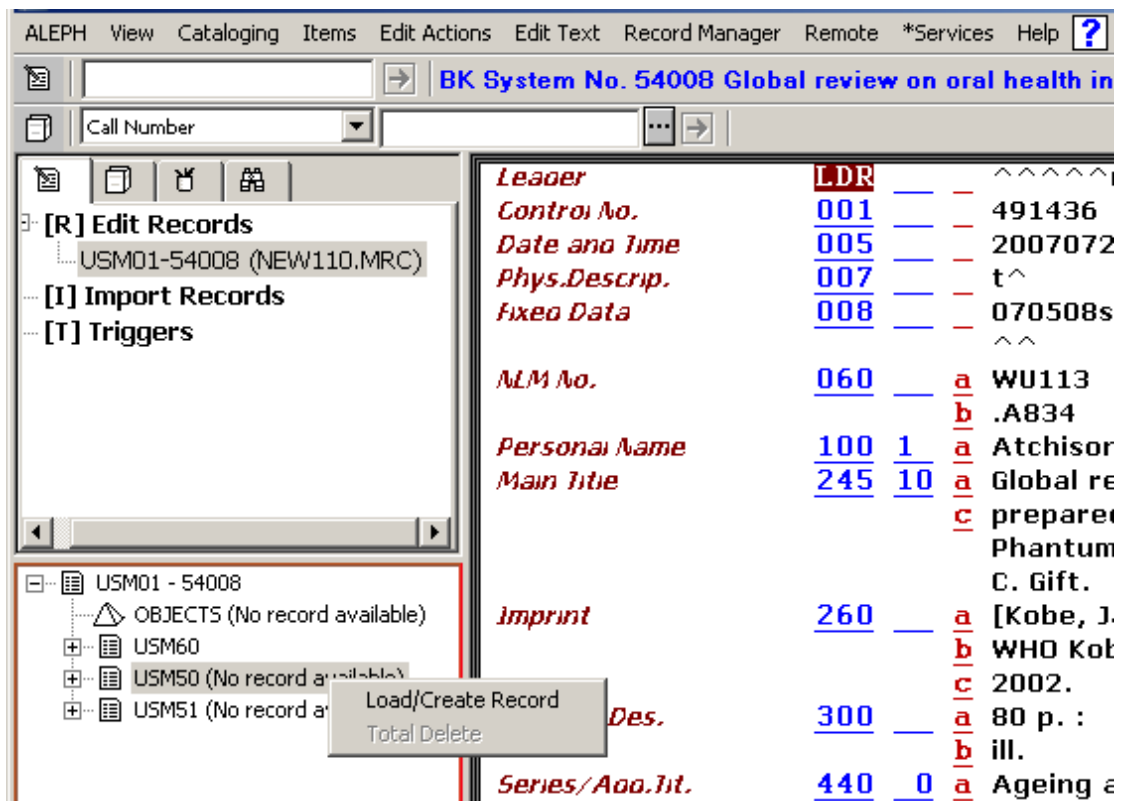 ALEPH View Cataloging Items Edit Actions Edit Text Record Manager Remote *Services Help ?
BK System No. 54008 Global review on oral health in
Call Number ...
[R] Edit Records
USM01-54008 (NEW110.MRC)
[I] Import Records
[T] Triggers
USM01 - 54008
OBJECTS (No record available)
USM60
USM50 (No record available)
USM51 (No record
Load/Create Record
Total Delete
Leader LDR ^^^^^
Control No. 001 491436
Date and Time 005 2007072
Phys.Descrip. 007 t^
Fixed Data 008 070508s
^^
NLM No. 060 a WU113
b .A834
Personal Name 100 1 a Atchison
Main Title 245 10 a Global re
c prepared
Phantum
C. Gift.
Imprint 260 a [Kobe, J
b WHO Kob
c 2002.
Des. 300 a 80 p. :
b ill.
Series/Add.Tit. 440 0 a Ageing a